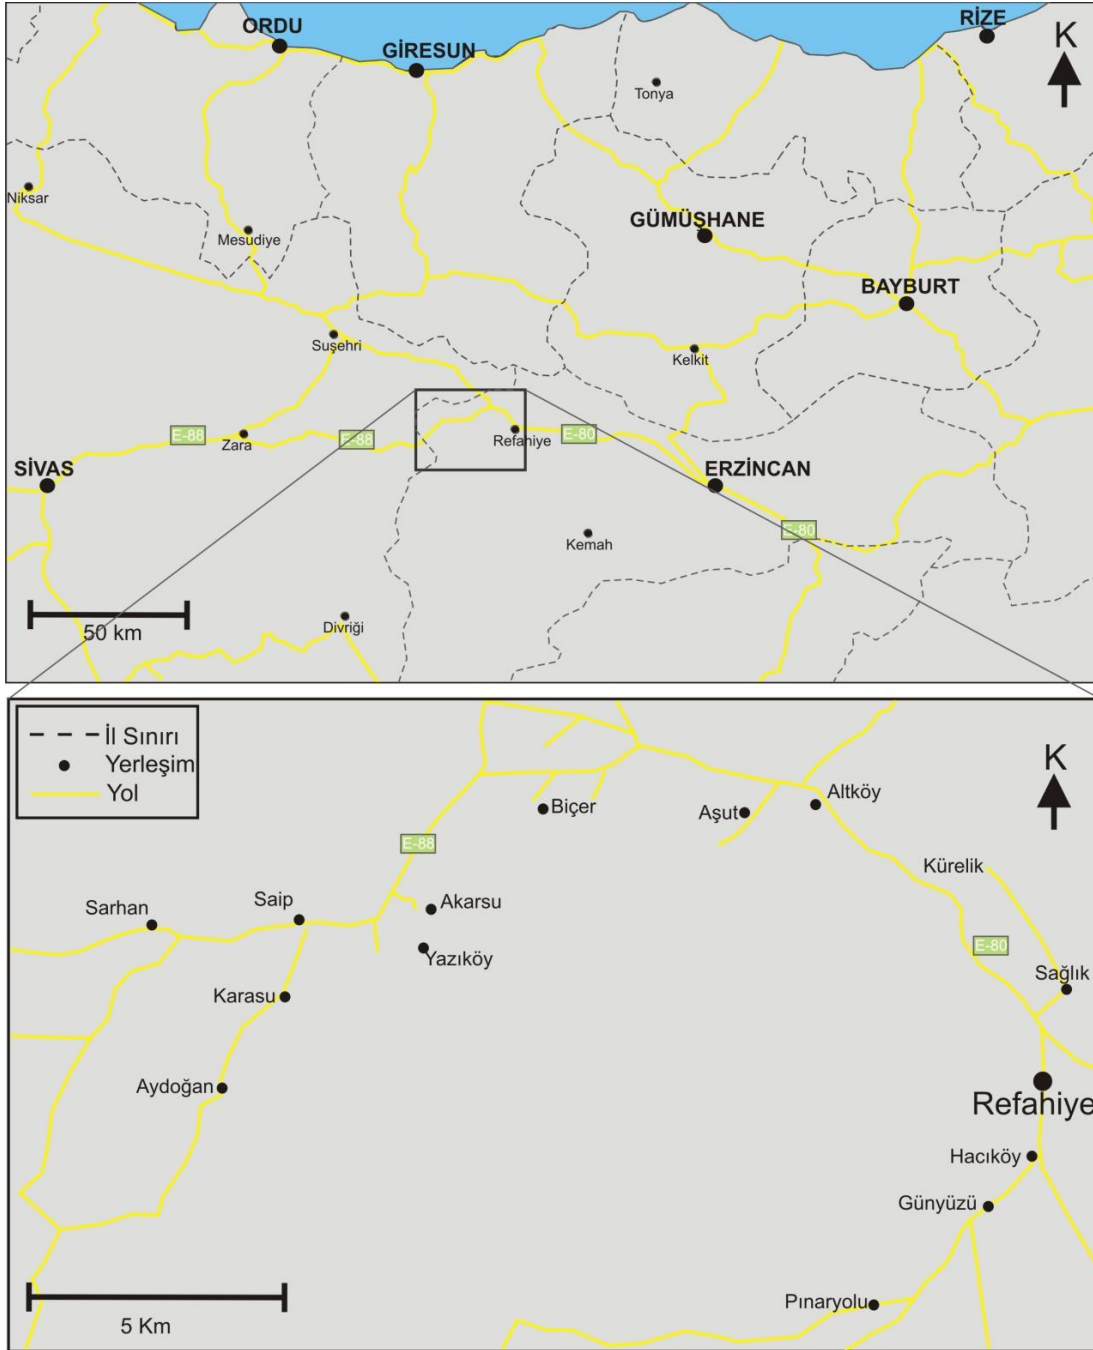 ORDU
GİRESUN
RİZE
K
Tonya
Niksar
Mesudiye
GÜMÜŞHANE
BAYBURT
Suşehri
Kelkit
E-88
Zara
E-88
Refahiye
E-80
SİVAS
ERZİNCAN
E-80
Kemah
50 km
Divriği
İl Sınırı
Yerleşim
Yol
K
Biçer
Aşut
Altköy
E-88
Kürelik
Sarhan
Saip
Akarsu
Yazıköy
E-80
Sağlık
Karasu
Aydoğan
Refahiye
Hacıköy
Günyüzü
Pınaryolu
5 Km